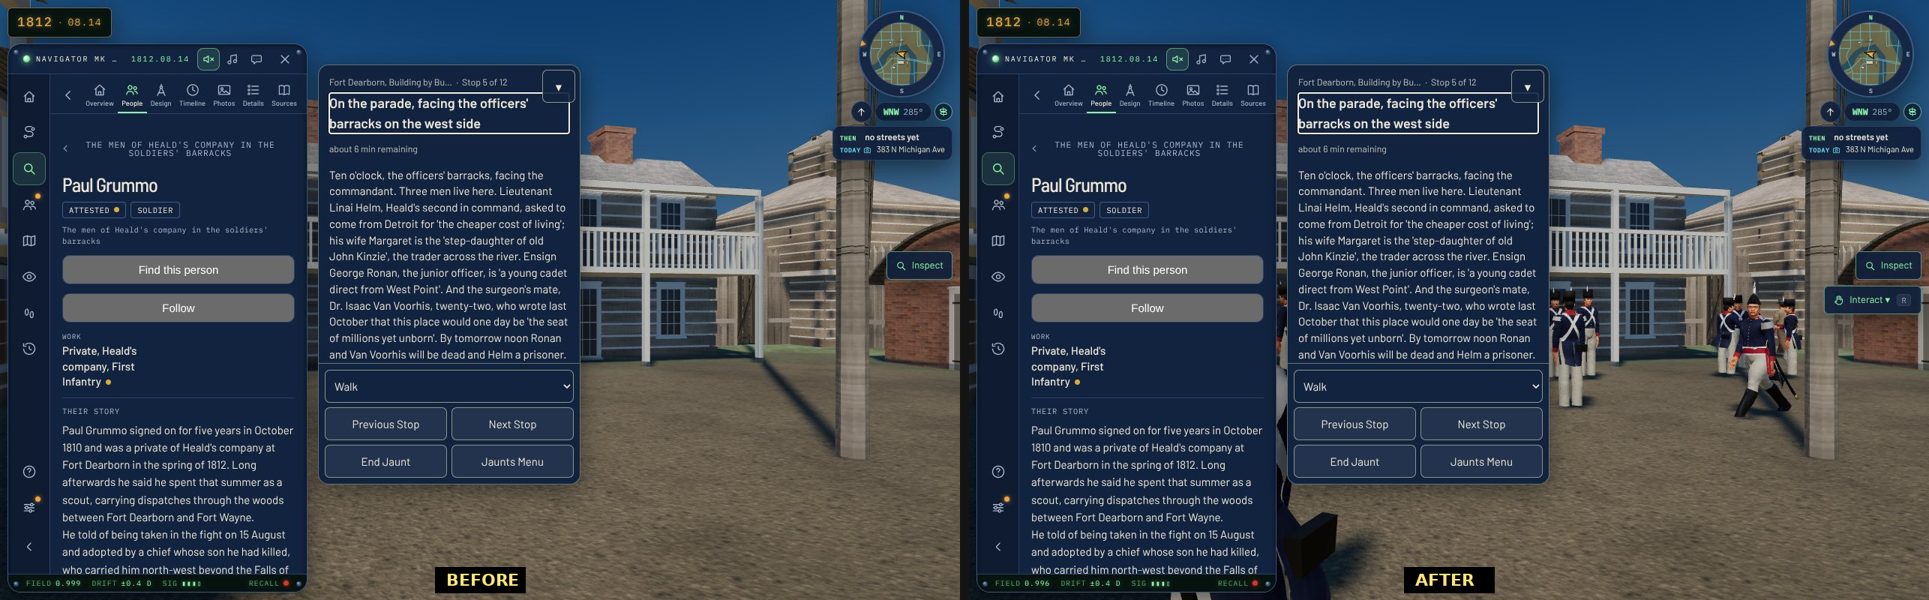 1812 · 08.14
NAVIGATOR MK … 1812.08.14
Overview People Design Timeline Photos Details Sources
THE MEN OF HEALD'S COMPANY IN THE
SOLDIERS' BARRACKS
Paul Grummo
ATTESTED SOLDIER
The men of Heald's company in the soldiers'
barracks
Find this person
Follow
WORK
Private, Heald's
company, First
Infantry
THEIR STORY
Paul Grummo signed on for five years in October
1810 and was a private of Heald's company at
Fort Dearborn in the spring of 1812. Long
afterwards he said he spent that summer as a
scout, carrying dispatches through the woods
between Fort Dearborn and Fort Wayne.
He told of being taken in the fight on 15 August
and adopted by a chief whose son he had killed,
who carried him north-west beyond the Falls of
FIELD 0.999 DRIFT ±0.4 D SIG RECALL
Fort Dearborn, Building by Bu... · Stop 5 of 12
On the parade, facing the officers'
barracks on the west side
about 6 min remaining
Ten o'clock, the officers' barracks, facing the
commandant. Three men live here. Lieutenant
Linai Helm, Heald's second in command, asked to
come from Detroit for 'the cheaper cost of living';
his wife Margaret is the 'step-daughter of old
John Kinzie', the trader across the river. Ensign
George Ronan, the junior officer, is 'a young cadet
direct from West Point'. And the surgeon's mate,
Dr. Isaac Van Voorhis, twenty-two, who wrote last
October that this place would one day be 'the seat
of millions yet unborn'. By tomorrow noon Ronan
and Van Voorhis will be dead and Helm a prisoner.
Walk
Previous Stop Next Stop
End Jaunt Jaunts Menu
N
W E
S
WNW 285°
THEN no streets yet
TODAY 383 N Michigan Ave
Inspect
BEFORE
1812 · 08.14
NAVIGATOR MK … 1812.08.14
Overview People Design Timeline Photos Details Sources
THE MEN OF HEALD'S COMPANY IN THE
SOLDIERS' BARRACKS
Paul Grummo
ATTESTED SOLDIER
The men of Heald's company in the soldiers'
barracks
Find this person
Follow
WORK
Private, Heald's
company, First
Infantry
THEIR STORY
Paul Grummo signed on for five years in October
1810 and was a private of Heald's company at
Fort Dearborn in the spring of 1812. Long
afterwards he said he spent that summer as a
scout, carrying dispatches through the woods
between Fort Dearborn and Fort Wayne.
He told of being taken in the fight on 15 August
and adopted by a chief whose son he had killed,
who carried him north-west beyond the Falls of
FIELD 0.996 DRIFT ±0.4 D SIG RECALL
Fort Dearborn, Building by Bu... · Stop 5 of 12
On the parade, facing the officers'
barracks on the west side
about 6 min remaining
Ten o'clock, the officers' barracks, facing the
commandant. Three men live here. Lieutenant
Linai Helm, Heald's second in command, asked to
come from Detroit for 'the cheaper cost of living';
his wife Margaret is the 'step-daughter of old
John Kinzie', the trader across the river. Ensign
George Ronan, the junior officer, is 'a young cadet
direct from West Point'. And the surgeon's mate,
Dr. Isaac Van Voorhis, twenty-two, who wrote last
October that this place would one day be 'the seat
of millions yet unborn'. By tomorrow noon Ronan
and Van Voorhis will be dead and Helm a prisoner.
Walk
Previous Stop Next Stop
End Jaunt Jaunts Menu
N
W E
S
WNW 285°
THEN no streets yet
TODAY 383 N Michigan Ave
Inspect
Interact ▾ R
AFTER